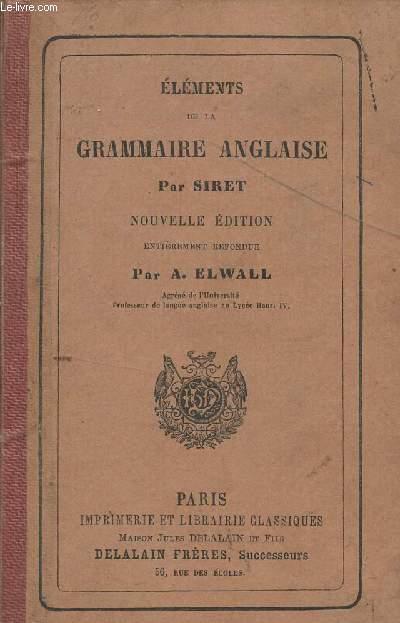 le-livre.com
ÉLÉMENTS
DE LA
GRAMMAIRE ANGLAISE
Par SIRET
NOUVELLE ÉDITION
ENTIÈREMENT REFONDUE
Par A. ELWALL
Agrégé de l'Université
Professeur de langue anglaise au Lycée Henri IV.
PARIS
IMPRIMERIE ET LIBRAIRIE CLASSIQUES
MAISON JULES DELALAIN ET FILS
DELALAIN FRÈRES, Successeurs
56, RUE DES ÉCOLES.